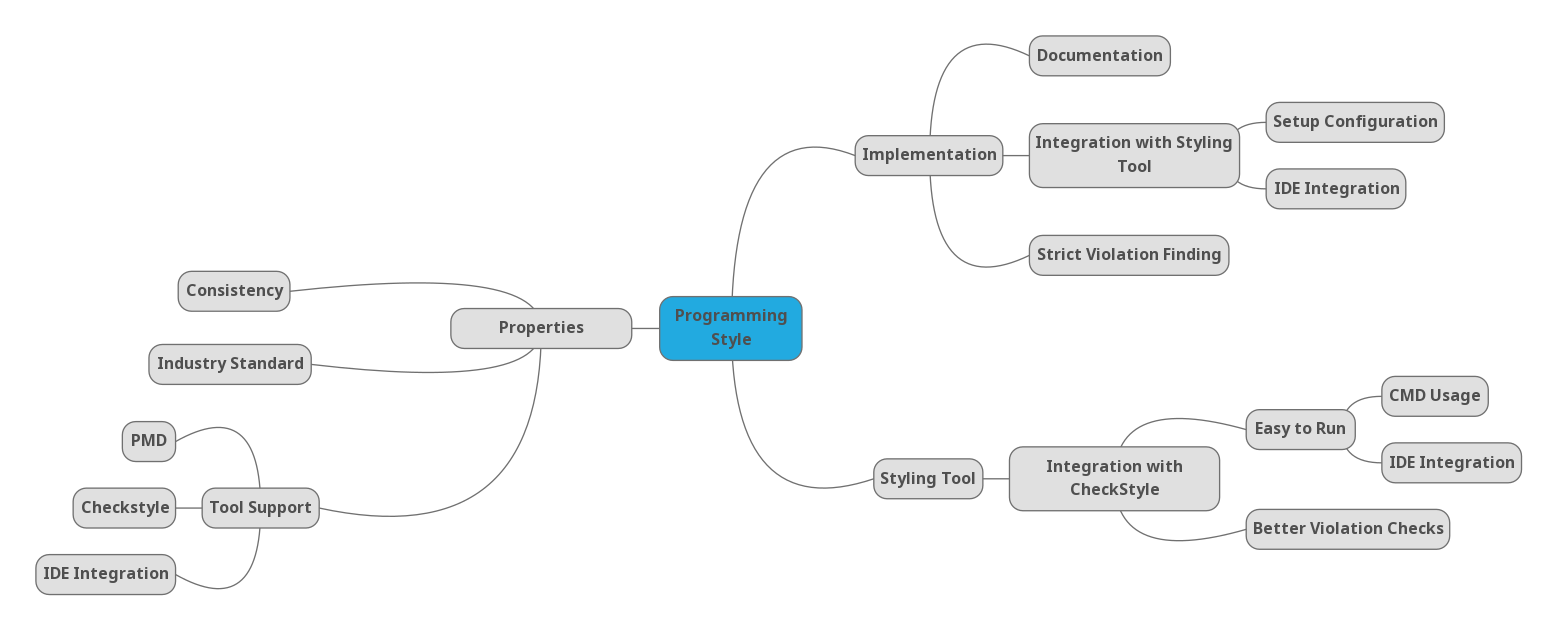 Documentation
Setup Configuration
Integration with Styling
Tool
Implementation
IDE Integration
Strict Violation Finding
Consistency
Properties
Programming
Style
Industry Standard
CMD Usage
Easy to Run
PMD
IDE Integration
Integration with
CheckStyle
Styling Tool
Checkstyle
Tool Support
Better Violation Checks
IDE Integration